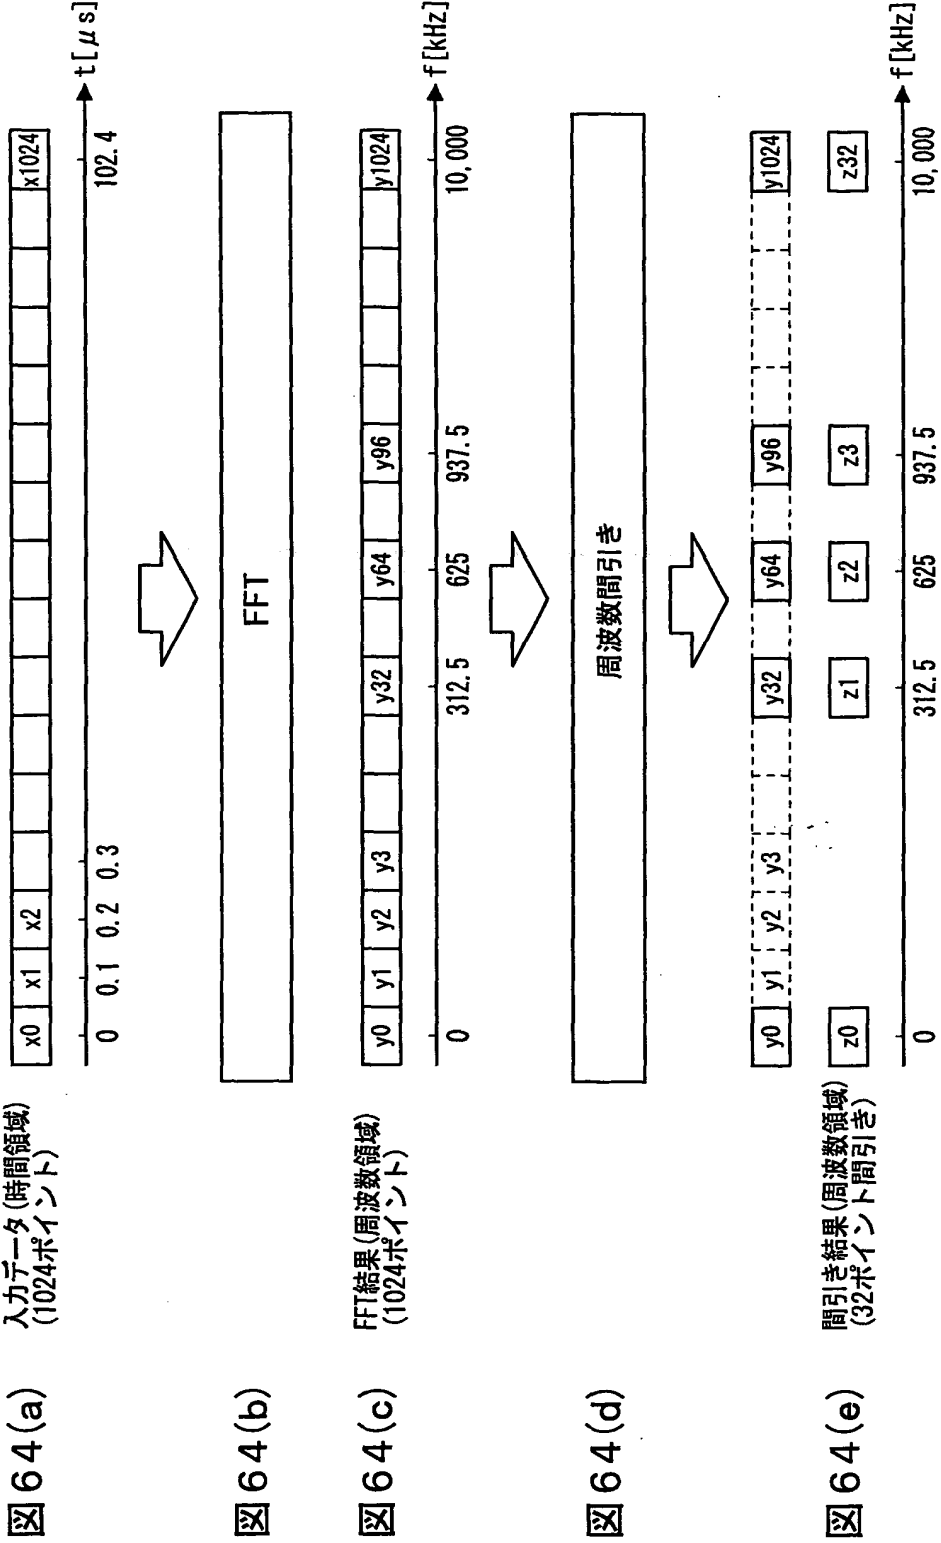 図64(a)
入力データ(時間領域)
(1024ポイント)
x0 x1 x2 x1024
0 0.1 0.2 0.3 102.4 t[μs]
図64(b)
FFT
図64(c)
FFT結果(周波数領域)
(1024ポイント)
y0 y1 y2 y3 y32 y64 y96 y1024
0 312.5 625 937.5 10,000 f[kHz]
図64(d)
周波数間引き
図64(e)
間引き結果(周波数領域)
(32ポイント間引き)
y0 y1 y2 y3 y32 y64 y96 y1024
z0 z1 z2 z3 z32
0 312.5 625 937.5 10,000 f[kHz]